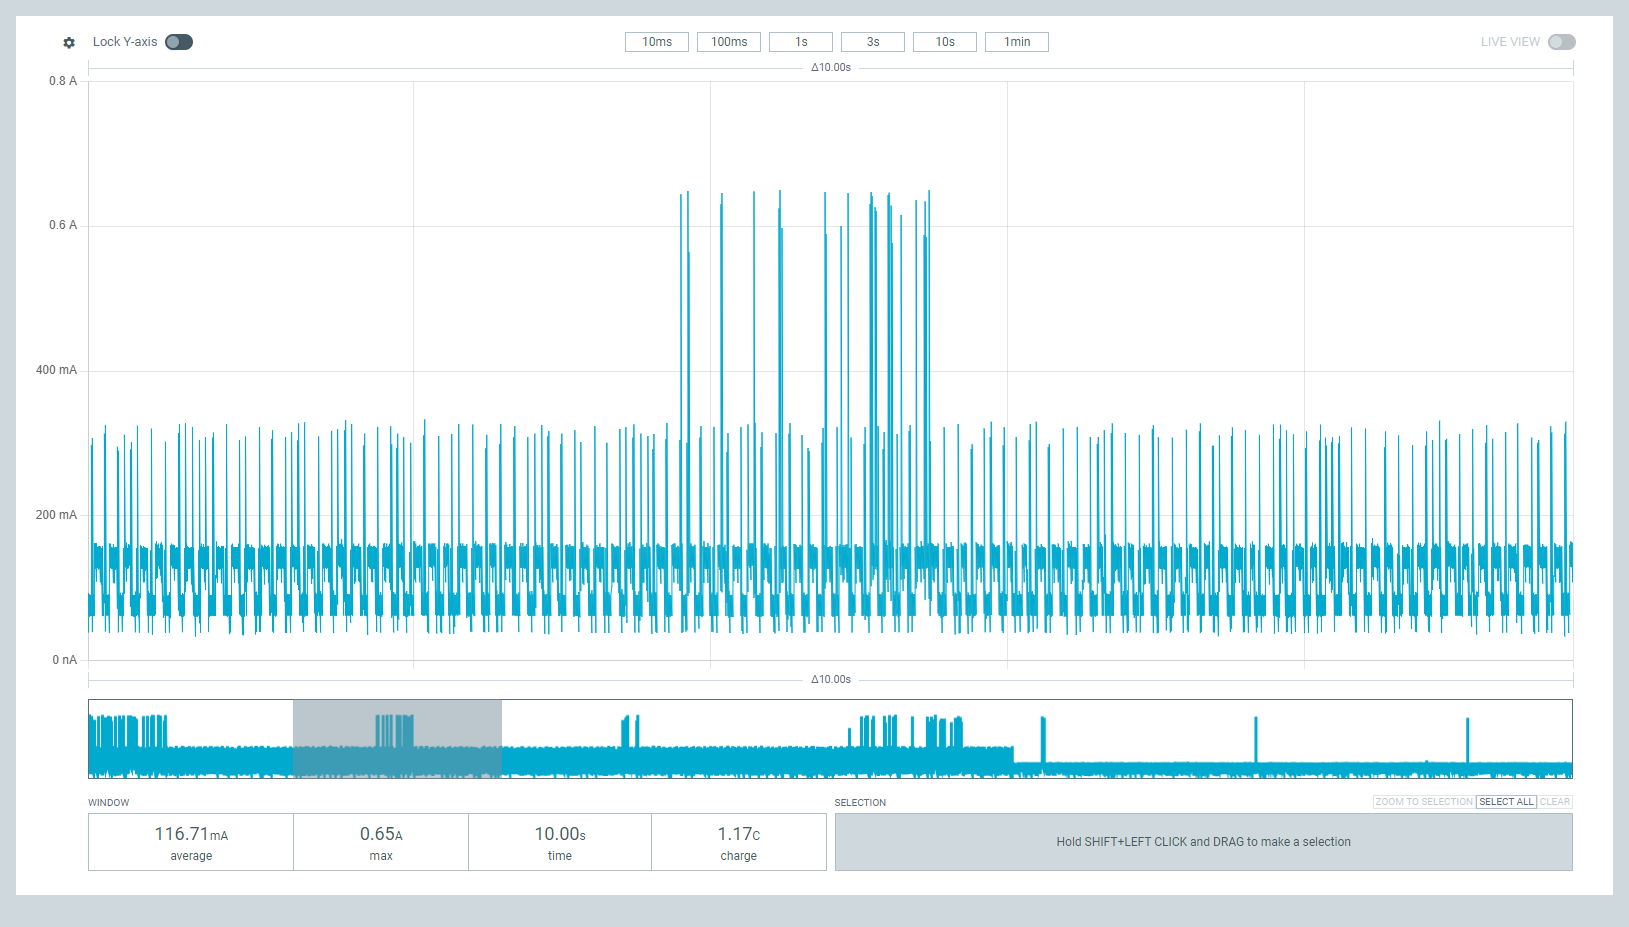 Lock Y-axis 10ms 100ms 1s 3s 10s 1min LIVE VIEW
Δ10.00s
0.8 A
0.6 A
400 mA
200 mA
0 nA
Δ10.00s
WINDOW SELECTION ZOOM TO SELECTION SELECT ALL CLEAR
116.71mA 0.65A 10.00s 1.17C
average max time charge
Hold SHIFT+LEFT CLICK and DRAG to make a selection